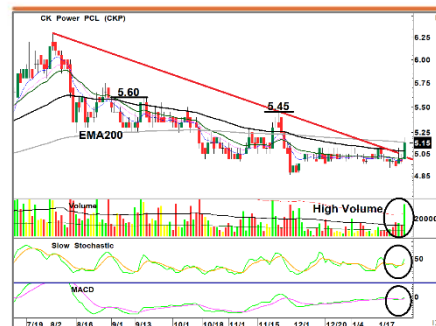 CK Power PCL (CKP)
6.25
6.00
5.75
5.60
5.50
5.45
EMA200
5.25
5.15
5.05
4.85
Volume
High Volume
20000
Slow Stochastic
50
MACD
0
7/19 8/2 8/16 9/1 9/13 10/1 10/18 11/1 11/15 12/1 12/20 1/4 1/17